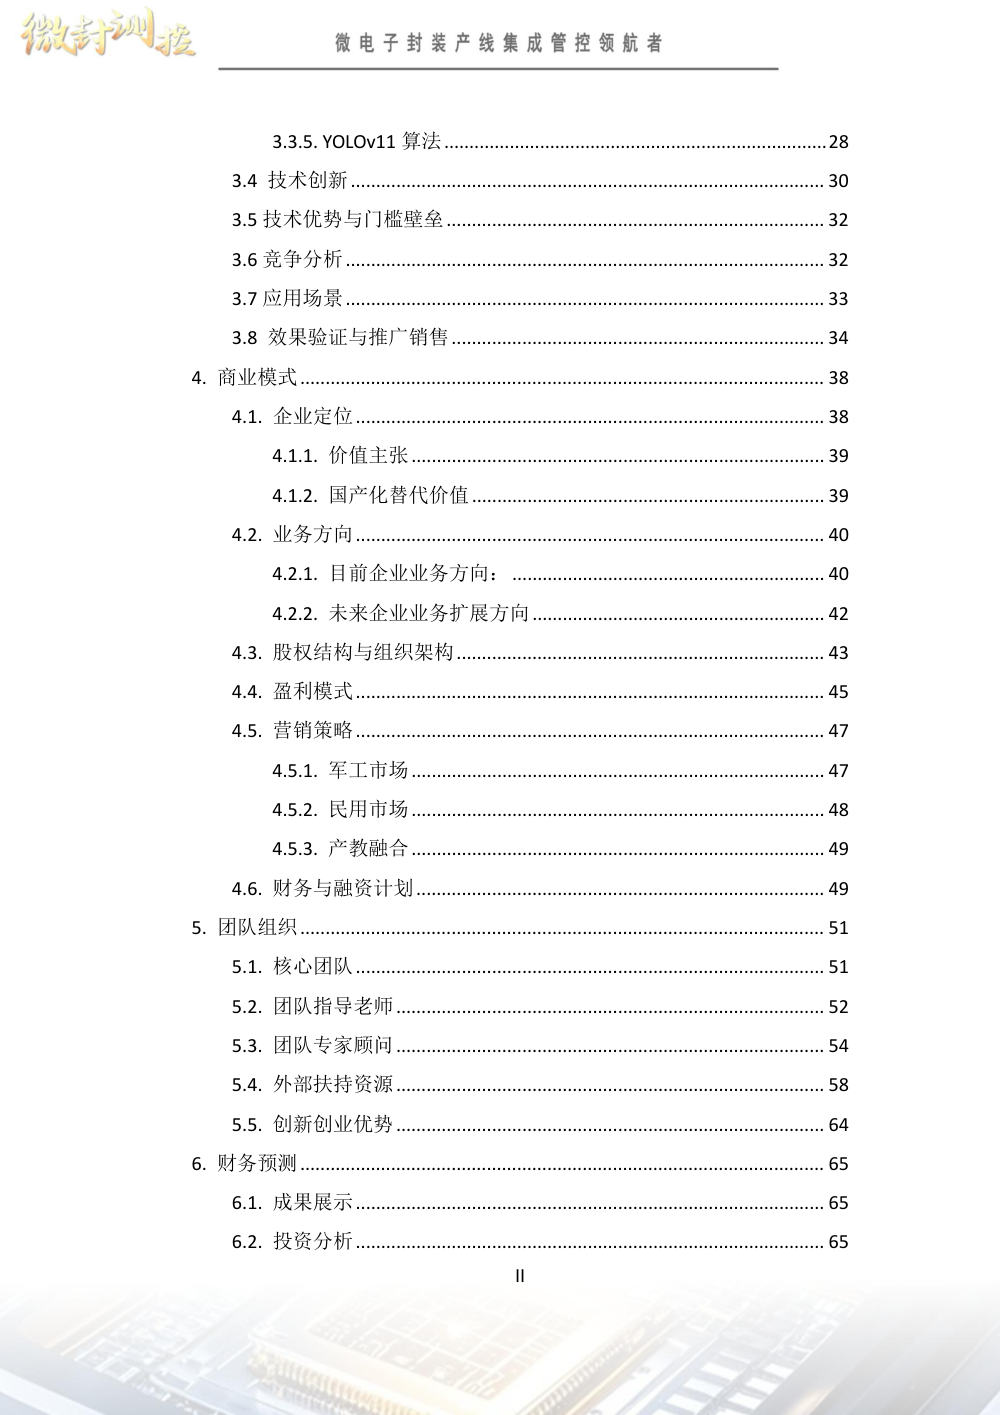 微封训控
微电子封装产线集成管控领航者
3.3.5. YOLOv11 算法 28
3.4 技术创新 30
3.5 技术优势与门槛壁垒 32
3.6 竞争分析 32
3.7 应用场景 33
3.8 效果验证与推广销售 34
4. 商业模式 38
4.1. 企业定位 38
4.1.1. 价值主张 39
4.1.2. 国产化替代价值 39
4.2. 业务方向 40
4.2.1. 目前企业业务方向： 40
4.2.2. 未来企业业务扩展方向 42
4.3. 股权结构与组织架构 43
4.4. 盈利模式 45
4.5. 营销策略 47
4.5.1. 军工市场 47
4.5.2. 民用市场 48
4.5.3. 产教融合 49
4.6. 财务与融资计划 49
5. 团队组织 51
5.1. 核心团队 51
5.2. 团队指导老师 52
5.3. 团队专家顾问 54
5.4. 外部扶持资源 58
5.5. 创新创业优势 64
6. 财务预测 65
6.1. 成果展示 65
6.2. 投资分析 65
II